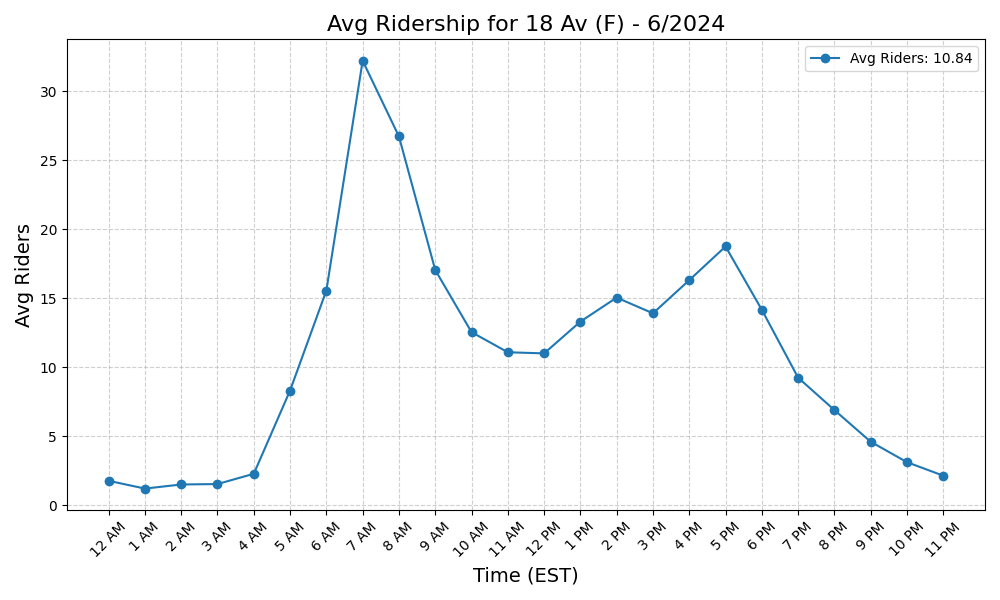 Avg Ridership for 18 Av (F) - 6/2024
Avg Riders: 10.84
Avg Riders
30
25
20
15
10
5
0
12 AM
1 AM
2 AM
3 AM
4 AM
5 AM
6 AM
7 AM
8 AM
9 AM
10 AM
11 AM
12 PM
1 PM
2 PM
3 PM
4 PM
5 PM
6 PM
7 PM
8 PM
9 PM
10 PM
11 PM
Time (EST)